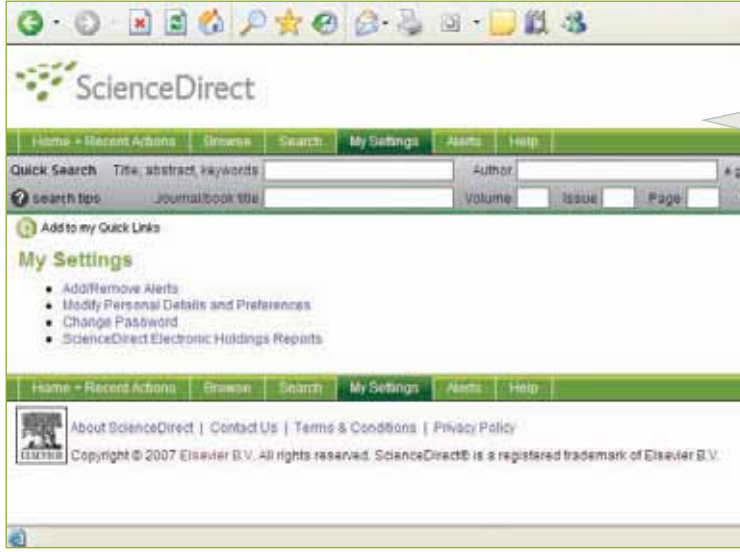 ScienceDirect
Home + Recent Actions Browse Search My Settings Alerts Help
Quick Search Title, abstract, keywords Author
search tips Journal/book title Volume Issue Page
Add to my Quick Links
My Settings
Add/Remove Alerts
Modify Personal Details and Preferences
Change Password
ScienceDirect Electronic Holdings Reports
Home + Recent Actions Browse Search My Settings Alerts Help
ELSEVIER About ScienceDirect | Contact Us | Terms & Conditions | Privacy Policy
Copyright © 2007 Elsevier B.V. All rights reserved. ScienceDirect® is a registered trademark of Elsevier B.V.